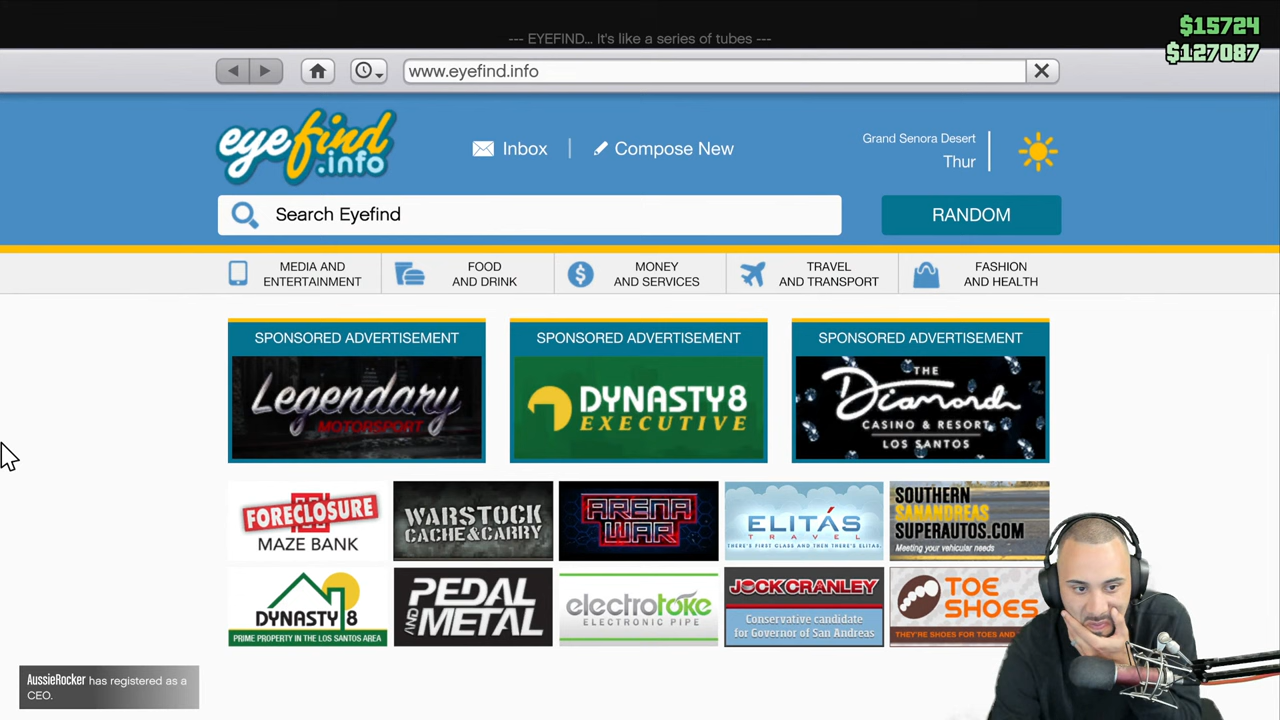 --- EYEFIND... It's like a series of tubes ---
$15724
$127087
www.eyefind.info
eyefind
.info
Inbox
Compose New
Grand Senora Desert
Thur
Search Eyefind
RANDOM
MEDIA AND
ENTERTAINMENT
FOOD
AND DRINK
MONEY
AND SERVICES
TRAVEL
AND TRANSPORT
FASHION
AND HEALTH
SPONSORED ADVERTISEMENT
Legendary
MOTORSPORT
SPONSORED ADVERTISEMENT
DYNASTY8
EXECUTIVE
SPONSORED ADVERTISEMENT
THE
Diamond
CASINO & RESORT
LOS SANTOS
FORECLOSURE
MAZE BANK
WARSTOCK
CACHE&CARRY
ARENA
WAR
ELITÁS
TRAVEL
THERE'S FIRST CLASS AND THEN THERE'S ELITAS.
SOUTHERN
SANANDREAS
SUPERAUTOS.COM
Meeting your vehicular needs
DYNASTY8
PRIME PROPERTY IN THE LOS SANTOS AREA
PEDAL
AND METAL
electrotoke
ELECTRONIC PIPE
JOCK CRANLEY
Conservative candidate
for Governor of San Andreas
TOE
SHOES
THEY'RE SHOES FOR TOES AND
AussieRocker has registered as a
CEO.